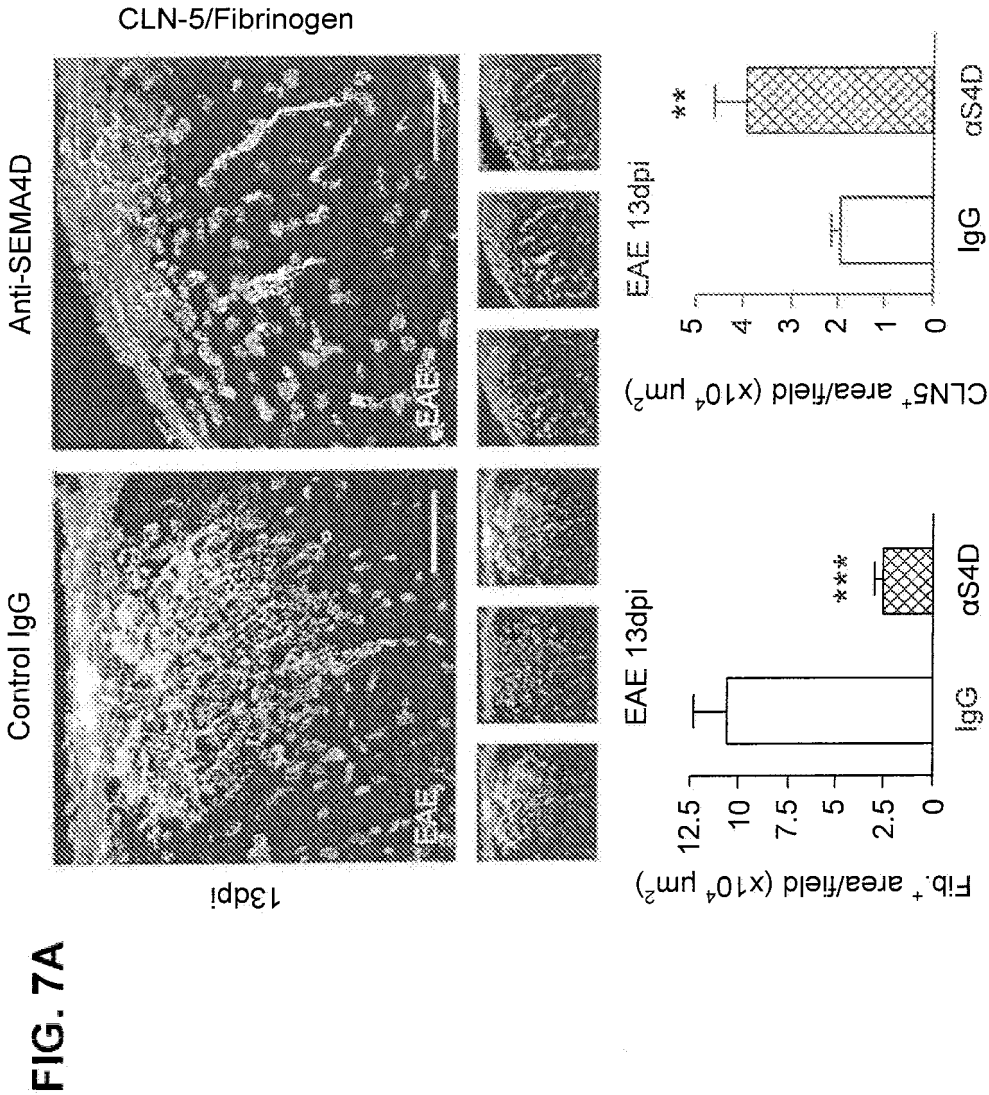 FIG. 7A
Control IgG
Anti-SEMA4D
CLN-5/Fibrinogen
13dpi
EAE
EAE
EAE 13dpi
Fib.⁺ area/field (x10⁴ µm²)
12.5
10
7.5
5
2.5
0
***
IgG
αS4D
EAE 13dpi
CLN5⁺ area/field (x10⁴ µm²)
5
4
3
2
1
0
**
IgG
αS4D